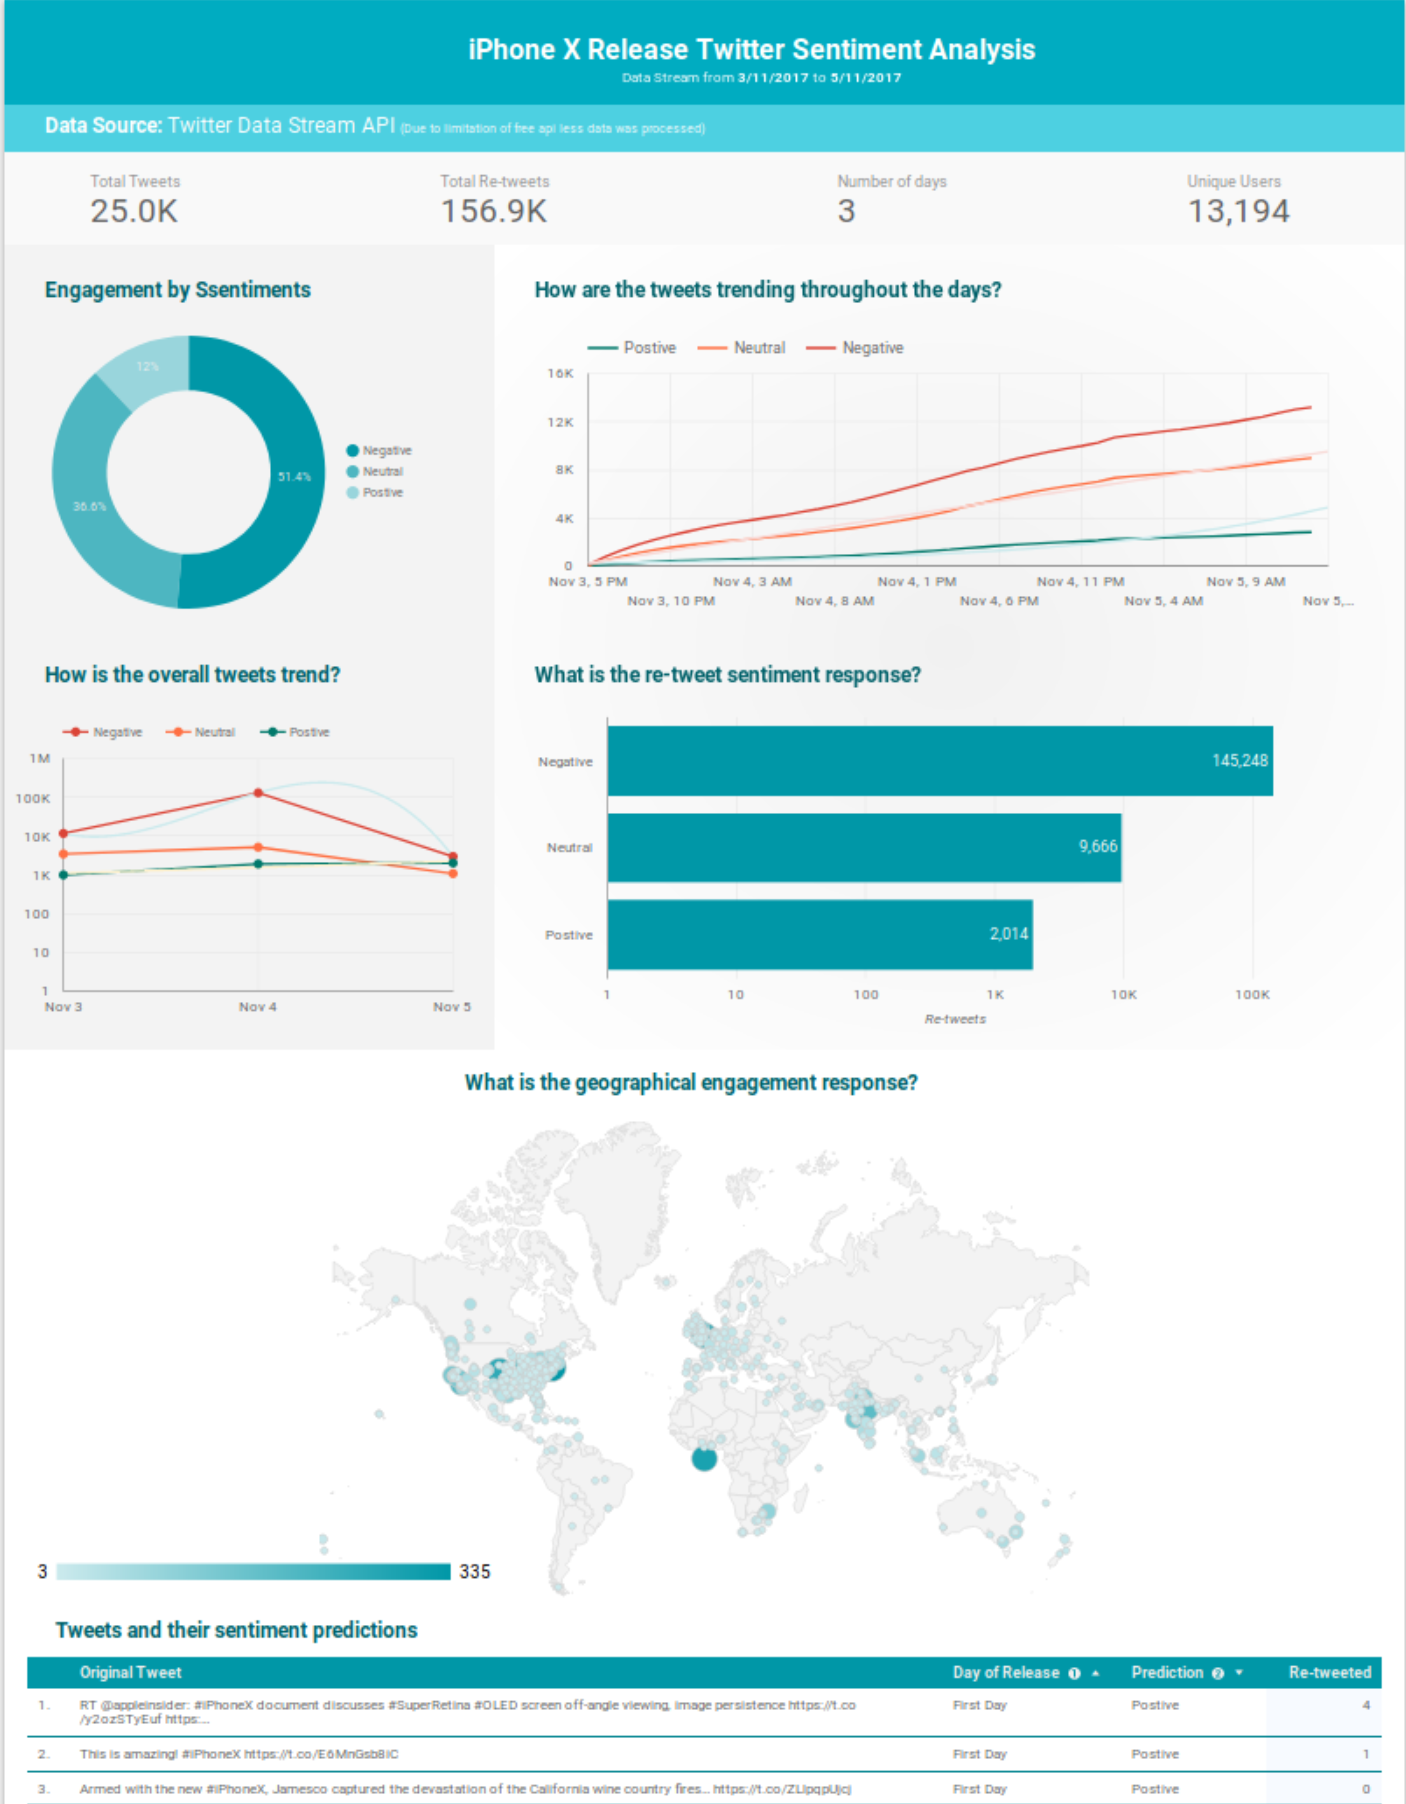 iPhone X Release Twitter Sentiment Analysis
Data Stream from 3/11/2017 to 5/11/2017
Data Source: Twitter Data Stream API (Due to limitation of free api less data was processed)
Total Tweets
25.0K
Total Re-tweets
156.9K
Number of days
3
Unique Users
13,194
Engagement by Ssentiments
12%
51.4%
36.6%
Negative
Neutral
Postive
How are the tweets trending throughout the days?
Postive Neutral Negative
16K
12K
8K
4K
0
Nov 3, 5 PM Nov 4, 3 AM Nov 4, 1 PM Nov 4, 11 PM Nov 5, 9 AM
Nov 3, 10 PM Nov 4, 8 AM Nov 4, 6 PM Nov 5, 4 AM Nov 5,...
How is the overall tweets trend?
Negative Neutral Postive
1M
100K
10K
1K
100
10
1
Nov 3 Nov 4 Nov 5
What is the re-tweet sentiment response?
Negative 145,248
Neutral 9,666
Postive 2,014
1 10 100 1K 10K 100K
Re-tweets
What is the geographical engagement response?
3 335
Tweets and their sentiment predictions
Original Tweet Day of Release 1 Prediction 2 Re-tweeted
1. RT @appleinsider: #iPhoneX document discusses #SuperRetina #OLED screen off-angle viewing, image persistence https://t.co First Day Postive 4
/y2ozSTyEuf https:...
2. This is amazing! #iPhoneX https://t.co/E6MnGsb8iC First Day Postive 1
3. Armed with the new #iPhoneX, Jamesco captured the devastation of the California wine country fires... First Day Postive 0